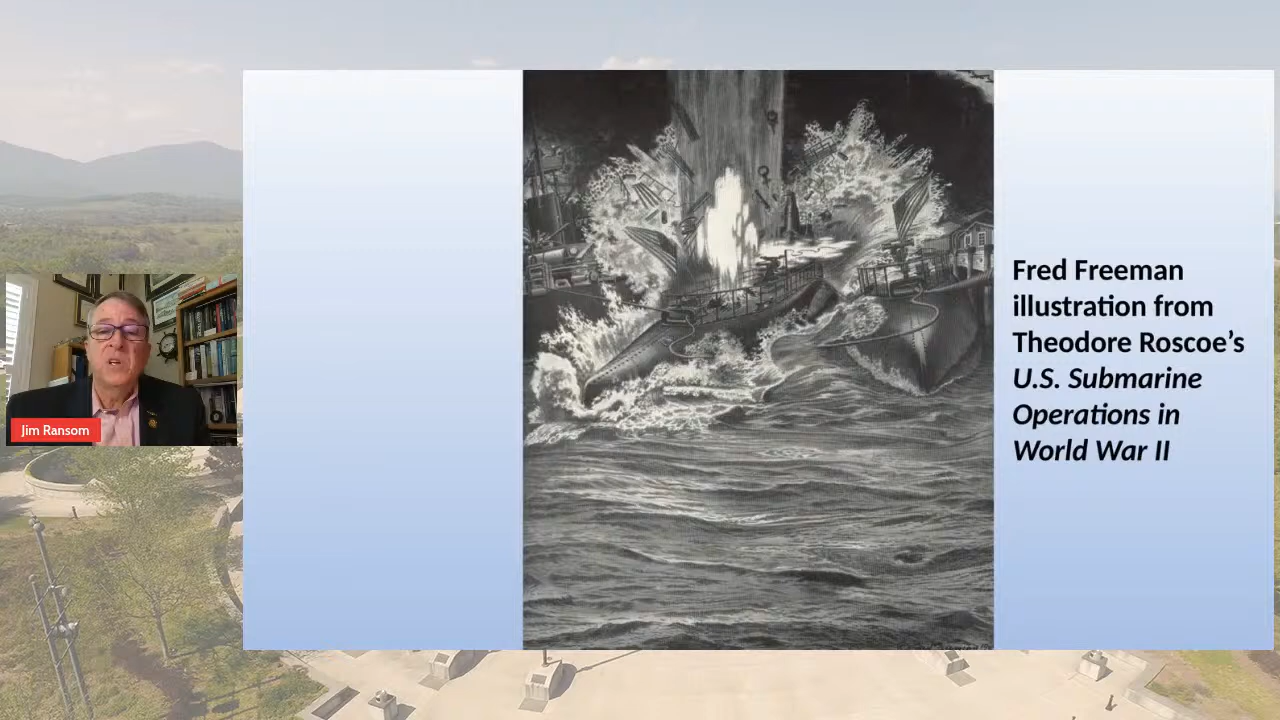 Jim Ransom
Fred Freeman
illustration from
Theodore Roscoe’s
U.S. Submarine
Operations in
World War II